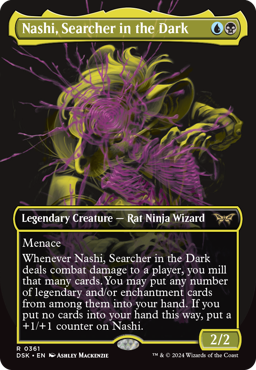 Nashi, Searcher in the Dark
Legendary Creature — Rat Ninja Wizard
Menace
Whenever Nashi, Searcher in the Dark
deals combat damage to a player, you mill
that many cards. You may put any number
of legendary and/or enchantment cards
from among them into your hand. If you
put no cards into your hand this way, put a
+1/+1 counter on Nashi.
2/2
R 0361
DSK • EN Ashley Mackenzie
™ & © 2024 Wizards of the Coast